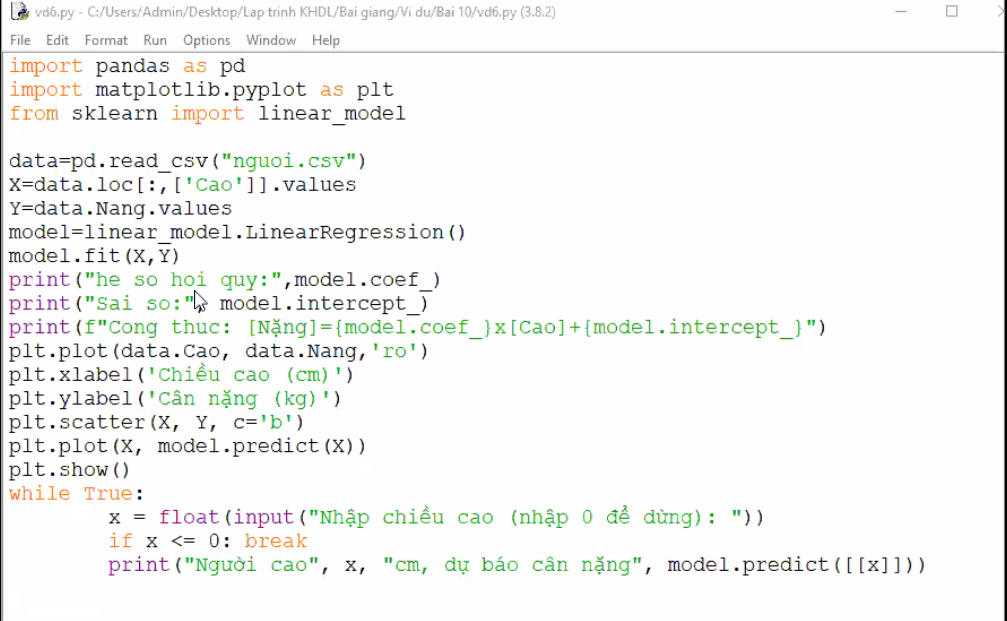 vd6.py - C:/Users/Admin/Desktop/Lap trinh KHDL/Bai giang/Vi du/Bai 10/vd6.py (3.8.2)
File Edit Format Run Options Window Help
import pandas as pd
import matplotlib.pyplot as plt
from sklearn import linear_model

data=pd.read_csv("nguoi.csv")
X=data.loc[:,['Cao']].values
Y=data.Nang.values
model=linear_model.LinearRegression()
model.fit(X,Y)
print("he so hoi quy:",model.coef_)
print("Sai so:", model.intercept_)
print(f"Cong thuc: [Nặng]={model.coef_}x[Cao]+{model.intercept_}")
plt.plot(data.Cao, data.Nang,'ro')
plt.xlabel('Chiều cao (cm)')
plt.ylabel('Cân nặng (kg)')
plt.scatter(X, Y, c='b')
plt.plot(X, model.predict(X))
plt.show()
while True:
        x = float(input("Nhập chiều cao (nhập 0 để dừng): "))
        if x <= 0: break
        print("Người cao", x, "cm, dự báo cân nặng", model.predict([[x]]))